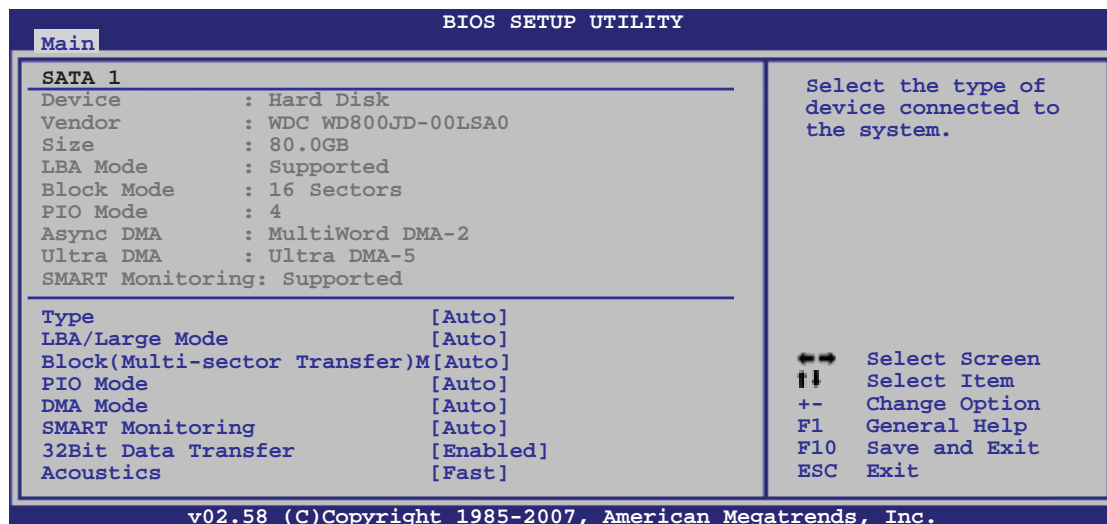 BIOS SETUP UTILITY
Main
SATA 1
Device : Hard Disk
Vendor : WDC WD800JD-00LSA0
Size : 80.0GB
LBA Mode : Supported
Block Mode : 16 Sectors
PIO Mode : 4
Async DMA : MultiWord DMA-2
Ultra DMA : Ultra DMA-5
SMART Monitoring: Supported
Type [Auto]
LBA/Large Mode [Auto]
Block(Multi-sector Transfer)M[Auto]
PIO Mode [Auto]
DMA Mode [Auto]
SMART Monitoring [Auto]
32Bit Data Transfer [Enabled]
Acoustics [Fast]
Select the type of
device connected to
the system.
←→ Select Screen
↑↓ Select Item
+- Change Option
F1 General Help
F10 Save and Exit
ESC Exit
v02.58 (C)Copyright 1985-2007, American Megatrends, Inc.